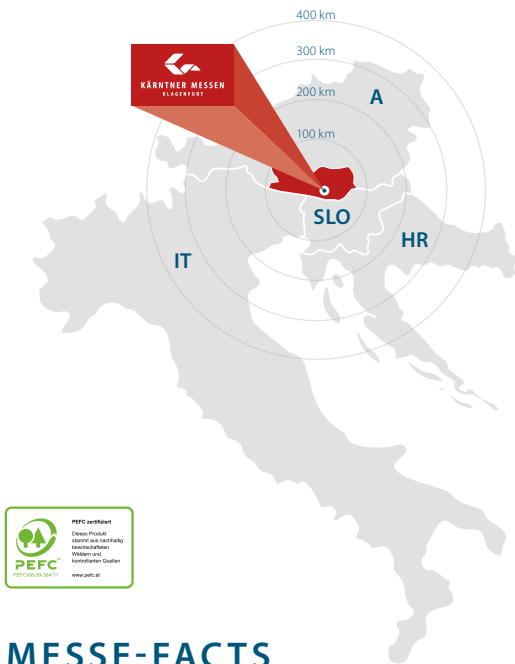 400 km
300 km
200 km
100 km
KÄRNTNER MESSEN
KLAGENFURT
A
SLO
HR
IT
PEFC zertifiziert
Dieses Produkt
stammt aus nachhaltig
bewirtschafteten
Wäldern und
kontrollierten Quellen
www.pefc.at
PEFC™
PEFC/06-39-364/11
MESSE-FACTS